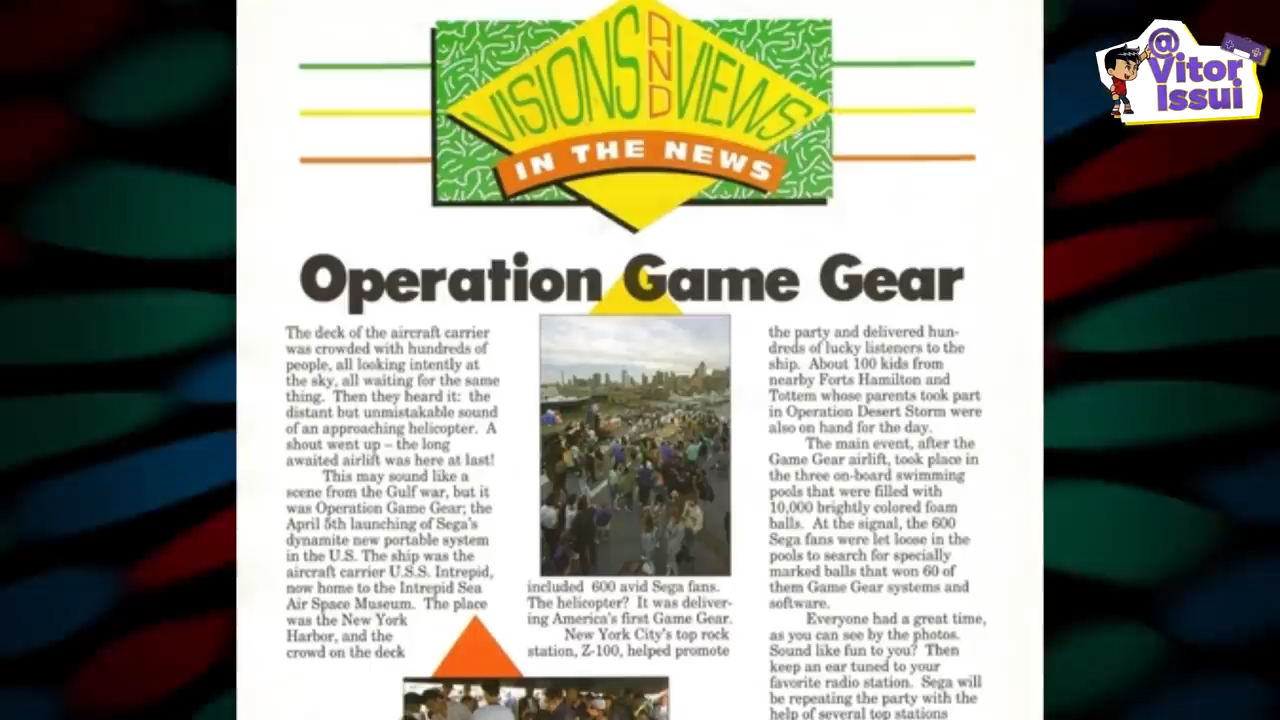 VISIONS AND VIEWS
IN THE NEWS
@
Vitor
Issui
Operation Game Gear
The deck of the aircraft carrier
was crowded with hundreds of
people, all looking intently at
the sky, all waiting for the same
thing. Then they heard it: the
distant but unmistakable sound
of an approaching helicopter. A
shout went up – the long
awaited airlift was here at last!
This may sound like a
scene from the Gulf war, but it
was Operation Game Gear; the
April 5th launching of Sega's
dynamite new portable system
in the U.S. The ship was the
aircraft carrier U.S.S. Intrepid,
now home to the Intrepid Sea
Air Space Museum. The place
was the New York
Harbor, and the
crowd on the deck
included 600 avid Sega fans.
The helicopter? It was deliver-
ing America's first Game Gear.
New York City's top rock
station, Z-100, helped promote
the party and delivered hun-
dreds of lucky listeners to the
ship. About 100 kids from
nearby Forts Hamilton and
Tottem whose parents took part
in Operation Desert Storm were
also on hand for the day.
The main event, after the
Game Gear airlift, took place in
the three on-board swimming
pools that were filled with
10,000 brightly colored foam
balls. At the signal, the 600
Sega fans were let loose in the
pools to search for specially
marked balls that won 60 of
them Game Gear systems and
software.
Everyone had a great time,
as you can see by the photos.
Sound like fun to you? Then
keep an ear tuned to your
favorite radio station. Sega will
be repeating the party with the
help of several top stations